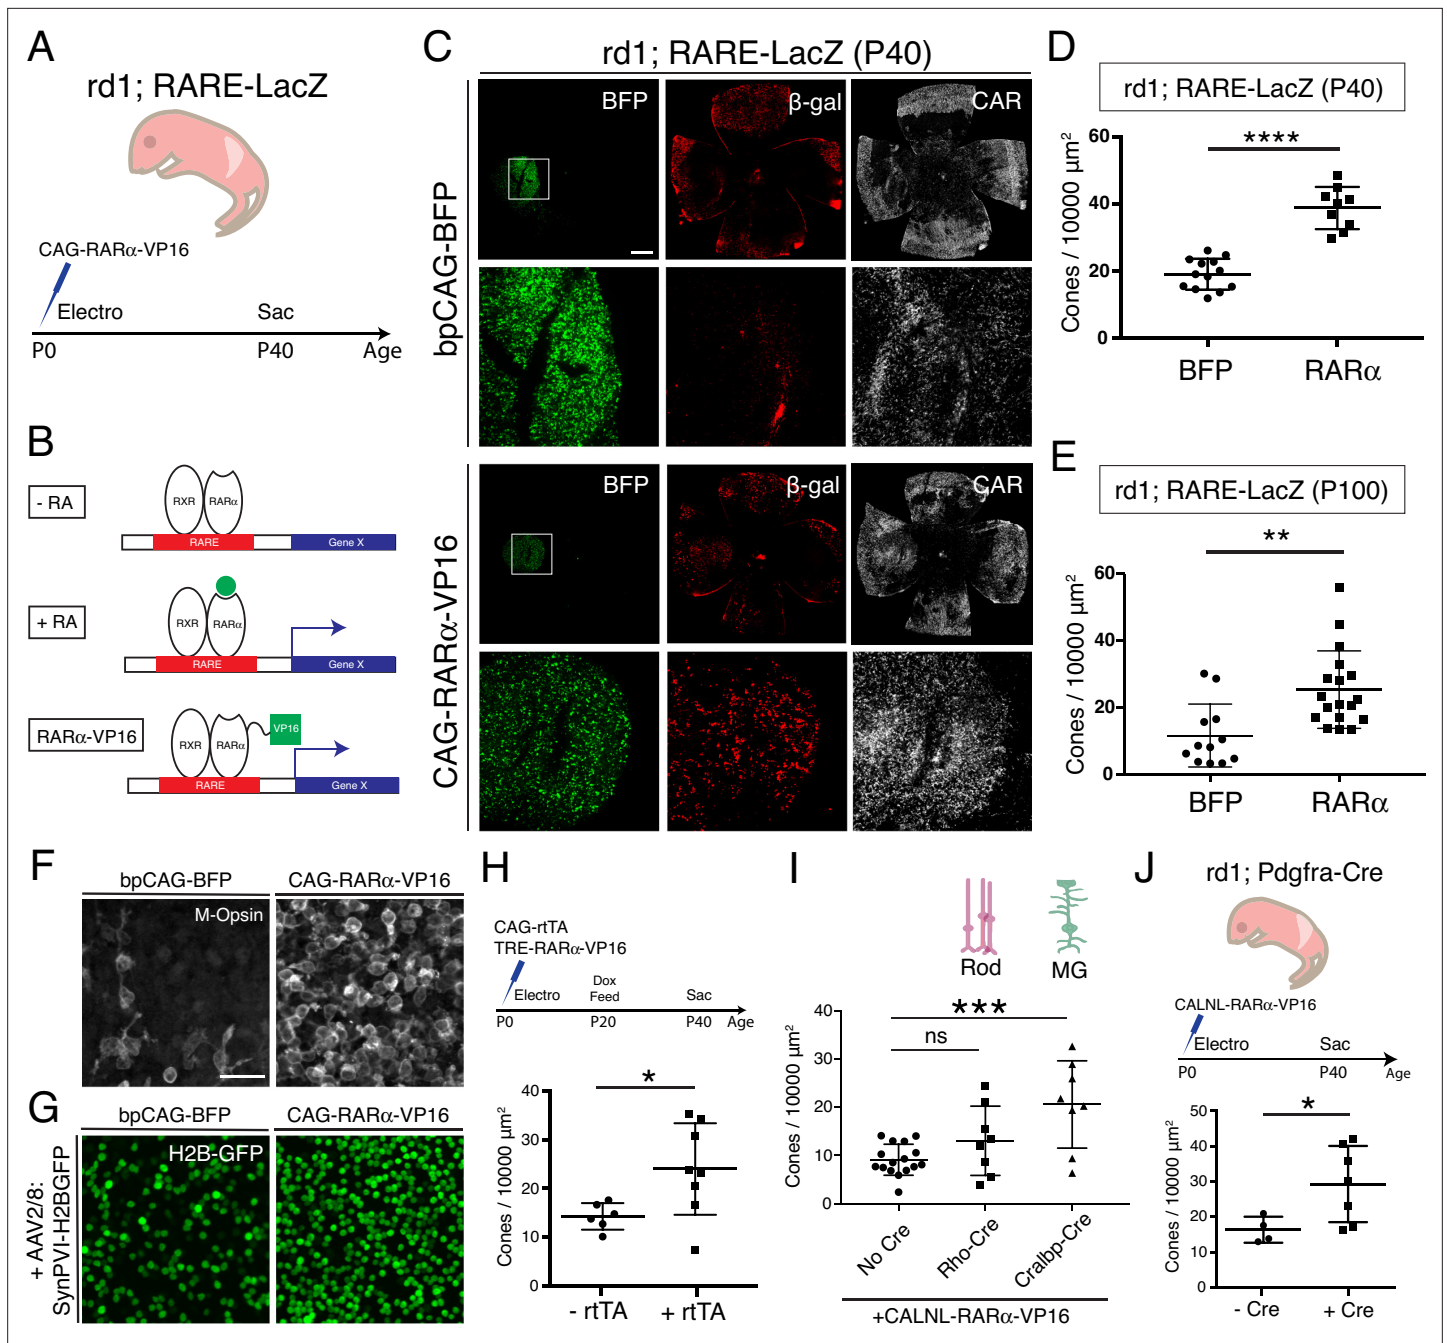 A
rd1; RARE-LacZ
CAG-RARα-VP16
Electro
Sac
P0
P40
Age
B
- RA
RXR
RARα
RARE
Gene X
+ RA
RXR
RARα
RARE
Gene X
RARα-VP16
RXR
RARα
VP16
RARE
Gene X
C
rd1; RARE-LacZ (P40)
bpCAG-BFP
BFP
β-gal
CAR
CAG-RARα-VP16
BFP
β-gal
CAR
D
rd1; RARE-LacZ (P40)
Cones / 10000 µm²
60
40
20
0
****
BFP
RARα
E
rd1; RARE-LacZ (P100)
Cones / 10000 µm²
60
40
20
0
**
BFP
RARα
F
bpCAG-BFP
CAG-RARα-VP16
M-Opsin
G
bpCAG-BFP
CAG-RARα-VP16
+ AAV2/8:
SynPVI-H2BGFP
H2B-GFP
H
CAG-rtTA
TRE-RARα-VP16
Electro
Dox
Feed
Sac
P0
P20
P40
Age
Cones / 10000 µm²
40
30
20
10
0
*
- rtTA
+ rtTA
I
Rod
MG
Cones / 10000 µm²
40
30
20
10
0
***
ns
No Cre
Rho-Cre
Cralbp-Cre
+CALNL-RARα-VP16
J
rd1; Pdgfra-Cre
CALNL-RARα-VP16
Electro
Sac
P0
P40
Age
Cones / 10000 µm²
50
40
30
20
10
0
*
- Cre
+ Cre